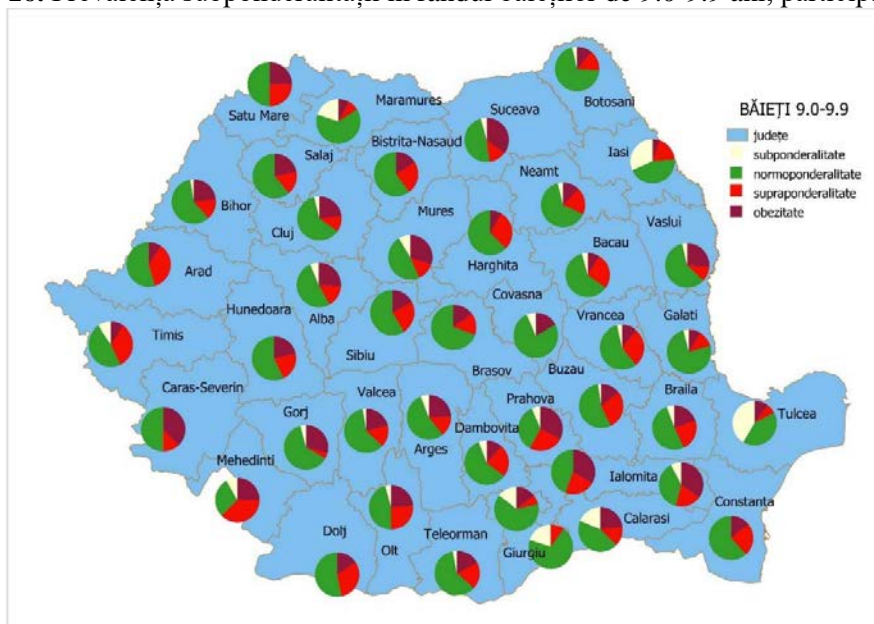 BĂIEȚI 9.0-9.9
județe
subponderalitate
normoponderalitate
supraponderalitate
obezitate
Satu Mare
Maramures
Suceava
Botosani
Salaj
Bistrita-Nasaud
Iasi
Neamt
Bihor
Cluj
Mures
Vaslui
Bacau
Harghita
Arad
Hunedoara
Alba
Covasna
Timis
Sibiu
Brasov
Buzau
Vrancea
Galati
Caras-Severin
Valcea
Gorj
Arges
Dambovita
Prahova
Braila
Tulcea
Mehedinti
Ialomita
Constanta
Dolj
Olt
Teleorman
Giurgiu
Calarasi